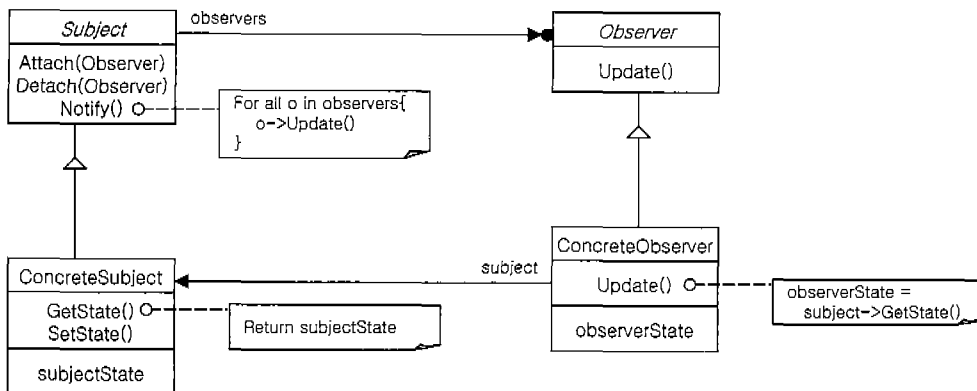 Subject
observers
Observer
Attach(Observer)
Detach(Observer)
Notify()
Update()
For all o in observers{
o->Update()
}
ConcreteSubject
subject
ConcreteObserver
GetState()
SetState()
Return subjectState
Update()
observerState =
subject->GetState()
subjectState
observerState